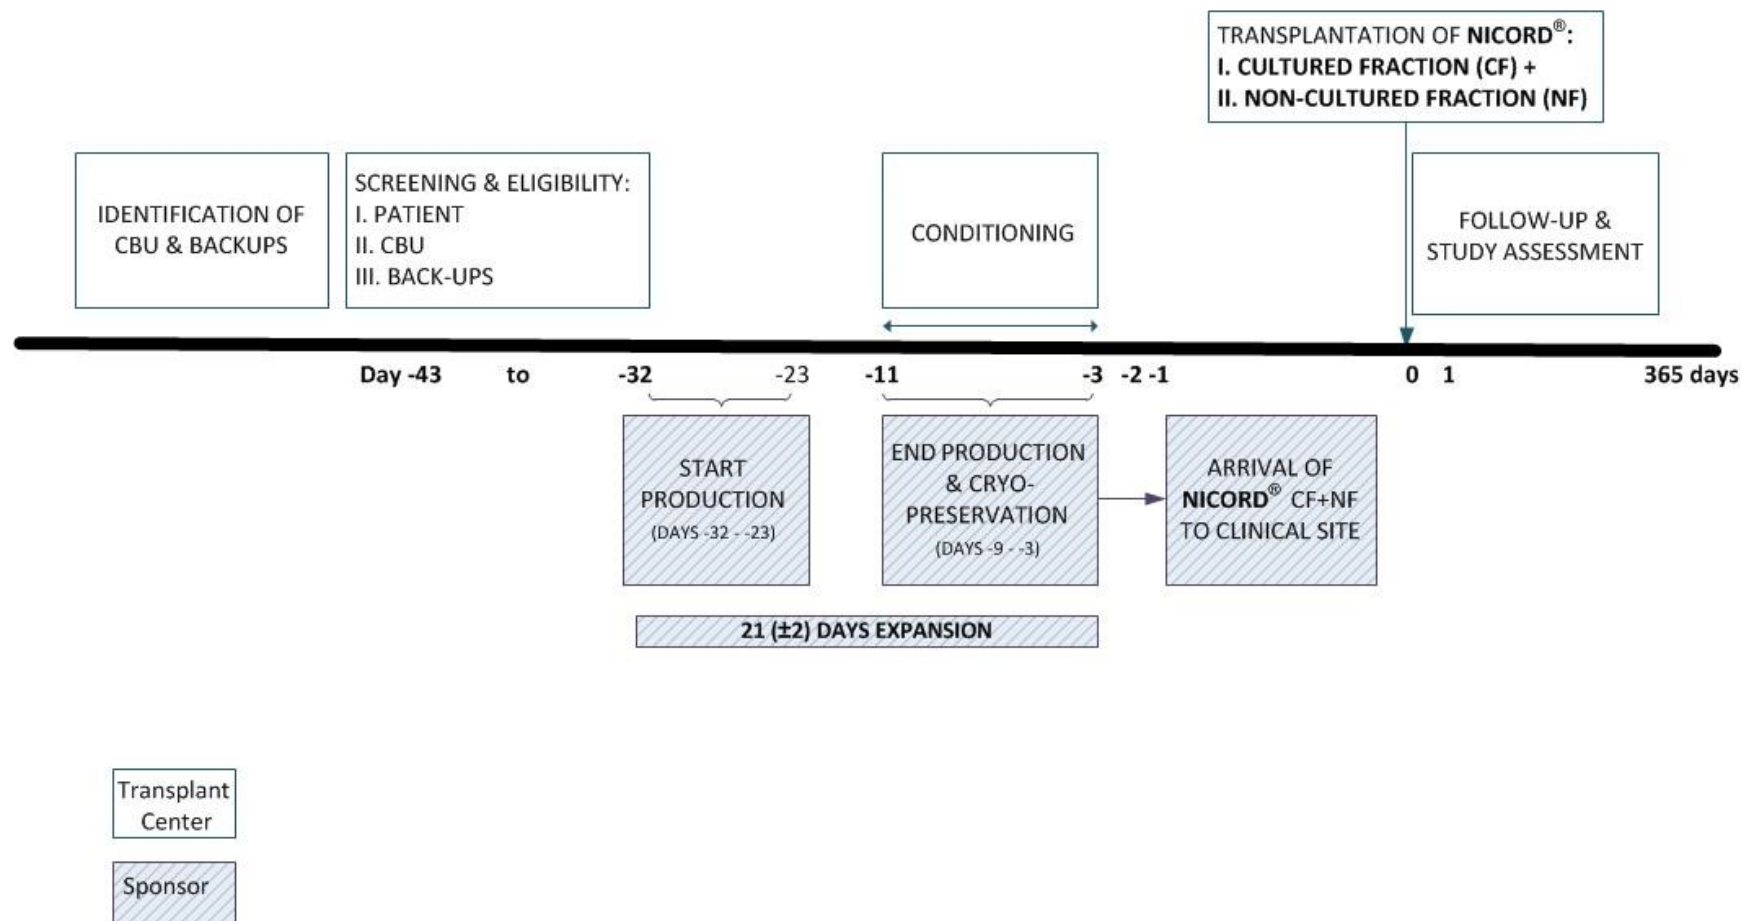 TRANSPLANTATION OF NICORD®:
I. CULTURED FRACTION (CF) +
II. NON-CULTURED FRACTION (NF)
IDENTIFICATION OF
CBU & BACKUPS
SCREENING & ELIGIBILITY:
I. PATIENT
II. CBU
III. BACK-UPS
CONDITIONING
FOLLOW-UP &
STUDY ASSESSMENT
Day -43 to -32 -23 -11 -3 -2 -1 0 1 365 days
START
PRODUCTION
(DAYS -32 - -23)
END PRODUCTION
& CRYO-
PRESERVATION
(DAYS -9 - -3)
ARRIVAL OF
NICORD® CF+NF
TO CLINICAL SITE
21 (±2) DAYS EXPANSION
Transplant
Center
Sponsor